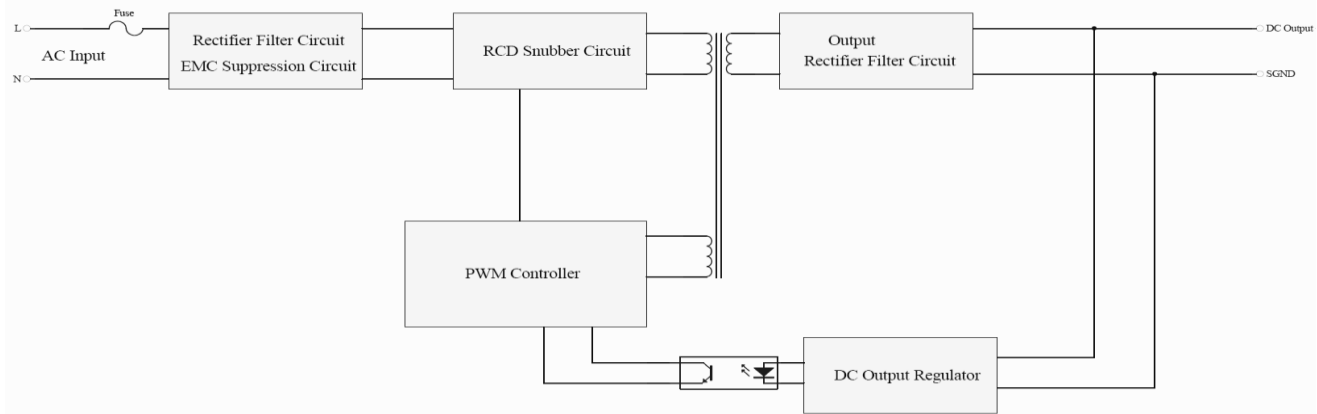 Fuse
L
AC Input
N
Rectifier Filter Circuit
EMC Suppression Circuit
RCD Snubber Circuit
Output
Rectifier Filter Circuit
DC Output
SGND
PWM Controller
DC Output Regulator